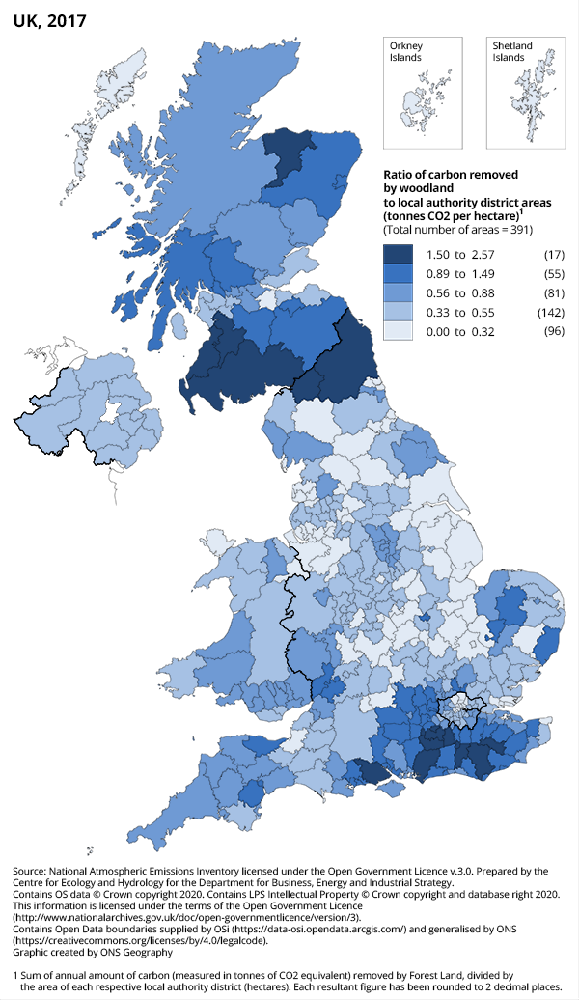 UK, 2017
Orkney
Islands
Shetland
Islands
Ratio of carbon removed
by woodland
to local authority district areas
(tonnes CO2 per hectare)¹
(Total number of areas = 391)
1.50 to 2.57 (17)
0.89 to 1.49 (55)
0.56 to 0.88 (81)
0.33 to 0.55 (142)
0.00 to 0.32 (96)
Source: National Atmospheric Emissions Inventory licensed under the Open Government Licence v.3.0. Prepared by the
Centre for Ecology and Hydrology for the Department for Business, Energy and Industrial Strategy.
Contains OS data © Crown copyright 2020. Contains LPS Intellectual Property © Crown copyright and database right 2020.
This information is licensed under the terms of the Open Government Licence
(http://www.nationalarchives.gov.uk/doc/open-governmentlicence/version/3).
Contains Open Data boundaries supplied by OSi (https://data-osi.opendata.arcgis.com/) and generalised by ONS
(https://creativecommons.org/licenses/by/4.0/legalcode).
Graphic created by ONS Geography
1 Sum of annual amount of carbon (measured in tonnes of CO2 equivalent) removed by Forest Land, divided by
the area of each respective local authority district (hectares). Each resultant figure has been rounded to 2 decimal places.